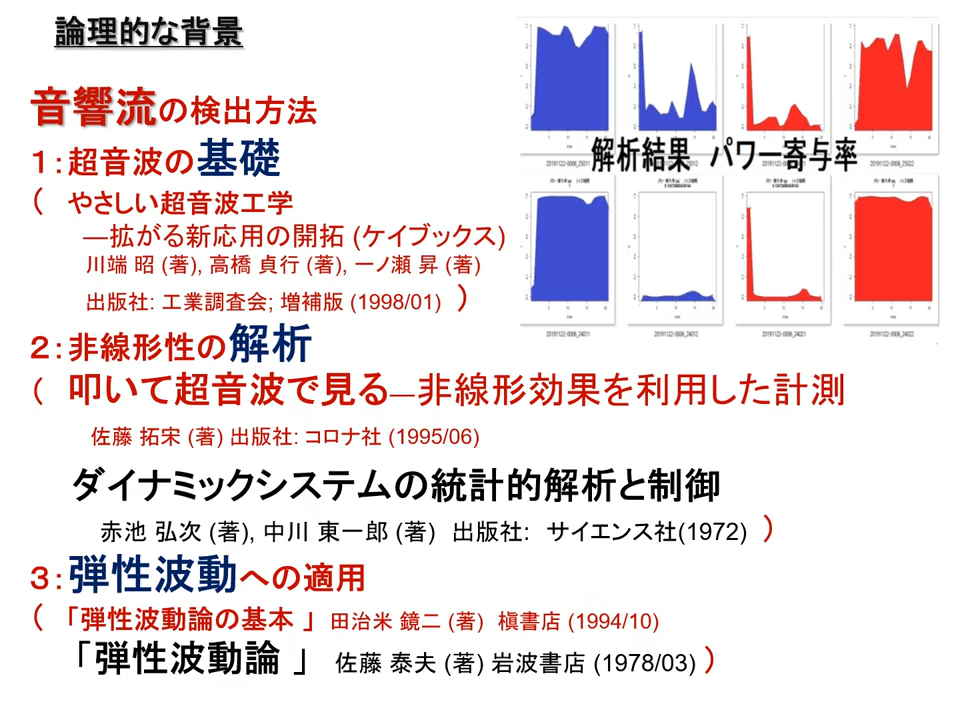 論理的な背景
音響流の検出方法
１：超音波の基礎
（ やさしい超音波工学
―拡がる新応用の開拓 (ケイブックス)
川端 昭 (著), 高橋 貞行 (著), 一ノ瀬 昇 (著)
出版社: 工業調査会; 増補版 (1998/01) ）
２：非線形性の解析
（ 叩いて超音波で見る―非線形効果を利用した計測
佐藤 拓宋 (著) 出版社: コロナ社 (1995/06)
ダイナミックシステムの統計的解析と制御
赤池 弘次 (著), 中川 東一郎 (著) 出版社: サイエンス社(1972) ）
３：弾性波動への適用
（ 「弾性波動論の基本 」 田治米 鏡二 (著) 槇書店 (1994/10)
「弾性波動論 」 佐藤 泰夫 (著) 岩波書店 (1978/03) ）
解析結果 パワー寄与率
20191122-0006_24011
20191122-0006_24012
20191122-0006_24021
20191122-0006_24022